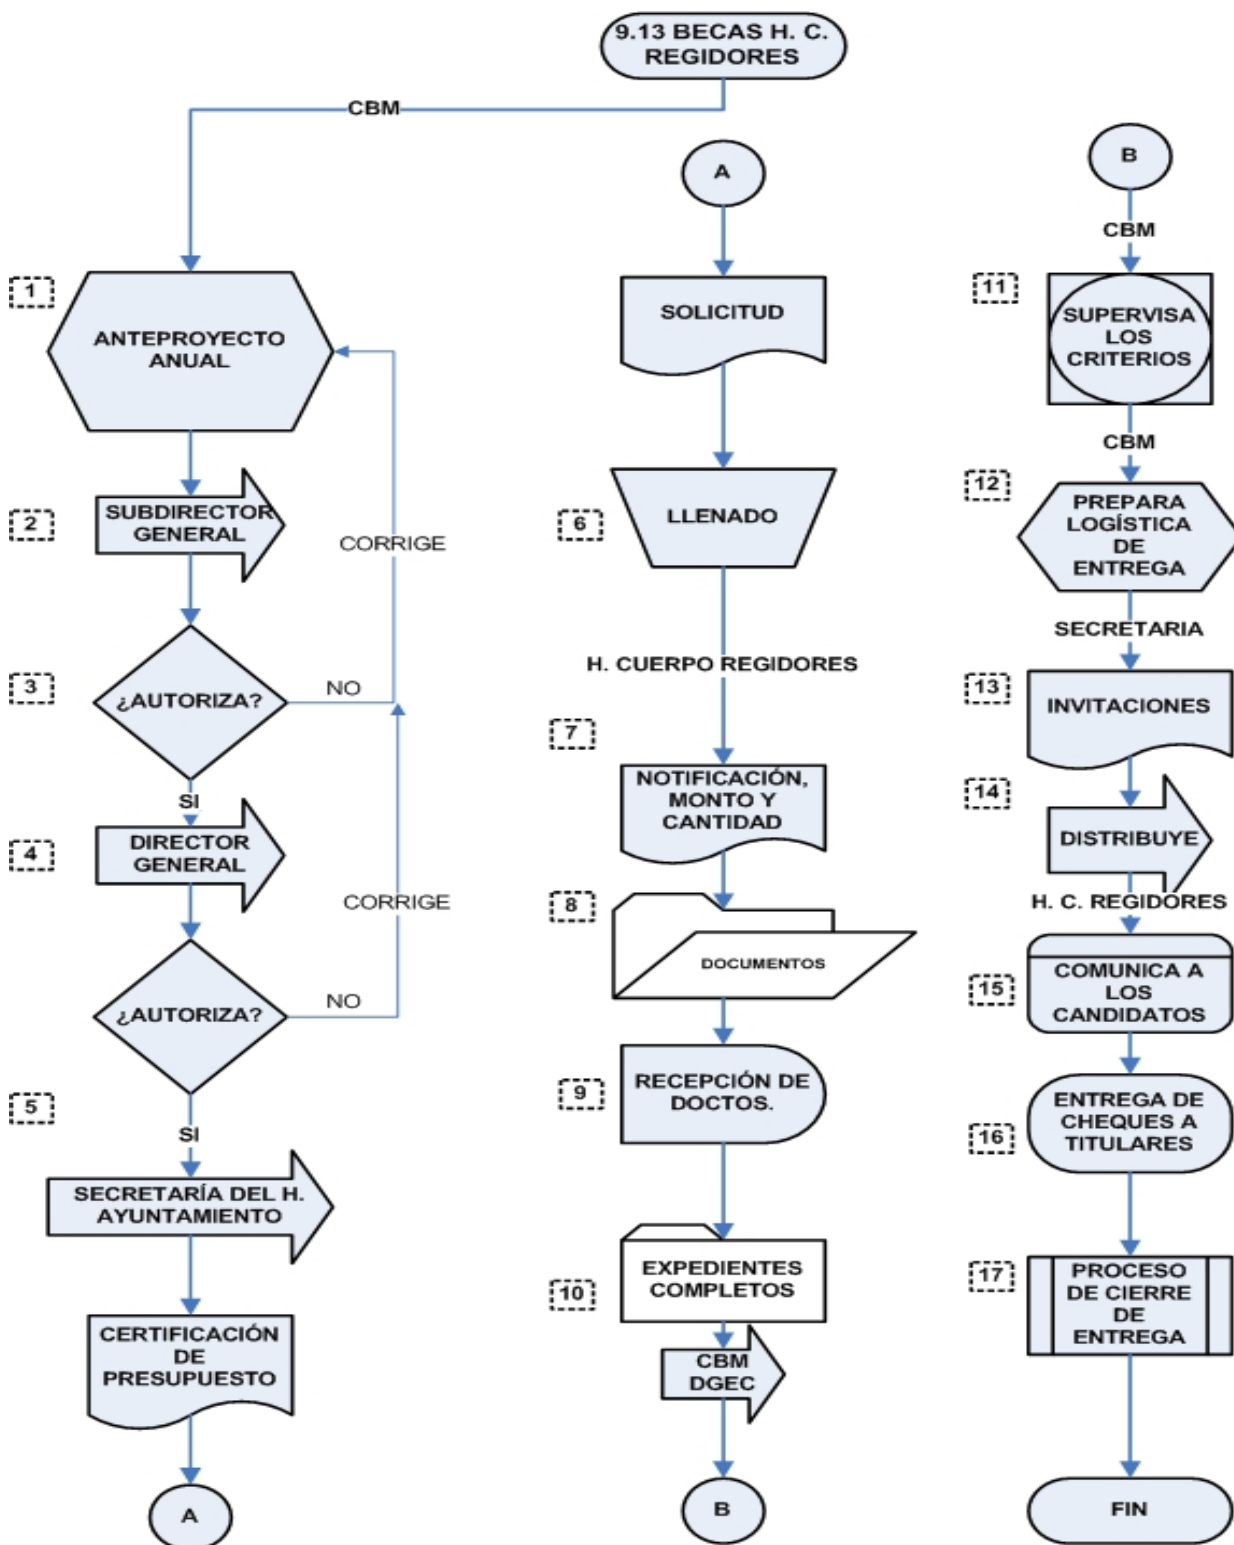 9.13 BECAS H. C.
REGIDORES
CBM
1
ANTEPROYECTO
ANUAL
2
SUBDIRECTOR
GENERAL
CORRIGE
3
¿AUTORIZA?
NO
SI
4
DIRECTOR
GENERAL
CORRIGE
¿AUTORIZA?
NO
5
SI
SECRETARÍA DEL H.
AYUNTAMIENTO
CERTIFICACIÓN
DE
PRESUPUESTO
A
A
SOLICITUD
6
LLENADO
H. CUERPO REGIDORES
7
NOTIFICACIÓN,
MONTO Y
CANTIDAD
8
DOCUMENTOS
9
RECEPCIÓN DE
DOCTOS.
10
EXPEDIENTES
COMPLETOS
CBM
DGEC
B
B
CBM
11
SUPERVISA
LOS
CRITERIOS
CBM
12
PREPARA
LOGÍSTICA
DE
ENTREGA
SECRETARIA
13
INVITACIONES
14
DISTRIBUYE
H. C. REGIDORES
15
COMUNICA A
LOS
CANDIDATOS
16
ENTREGA DE
CHEQUES A
TITULARES
17
PROCESO
DE CIERRE
DE
ENTREGA
FIN